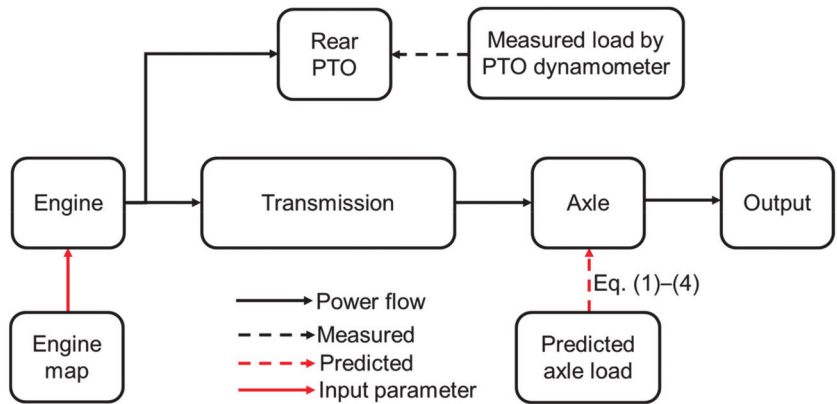 Rear
PTO
Measured load by
PTO dynamometer
Engine
Transmission
Axle
Output
Eq. (1)–(4)
Engine
map
Power flow
Measured
Predicted
Input parameter
Predicted
axle load